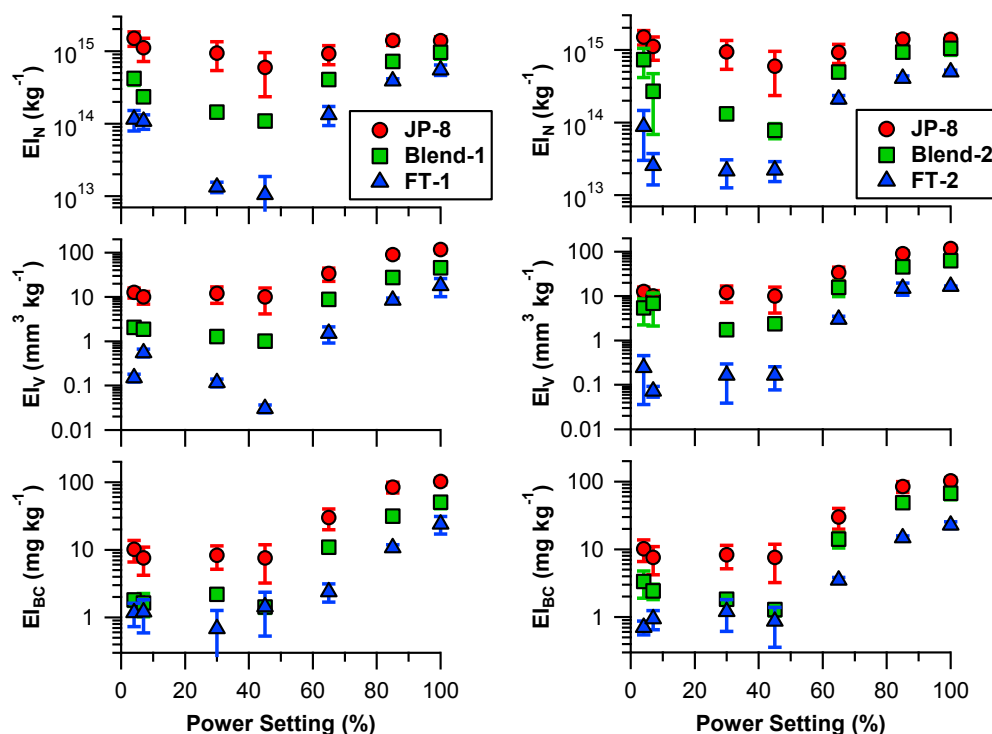 EI_N (kg^-1)
10^15
10^14
10^13
JP-8
Blend-1
FT-1
EI_N (kg^-1)
10^15
10^14
10^13
JP-8
Blend-2
FT-2
EI_V (mm^3 kg^-1)
100
10
1
0.1
0.01
EI_V (mm^3 kg^-1)
100
10
1
0.1
0.01
EI_BC (mg kg^-1)
100
10
1
0 20 40 60 80 100
Power Setting (%)
EI_BC (mg kg^-1)
100
10
1
0 20 40 60 80 100
Power Setting (%)